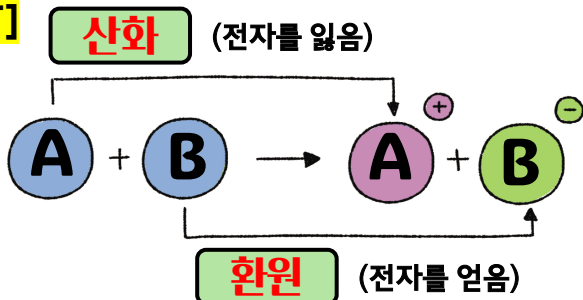 산화 (전자를 잃음)
A + B → A + + B −
환원 (전자를 얻음)